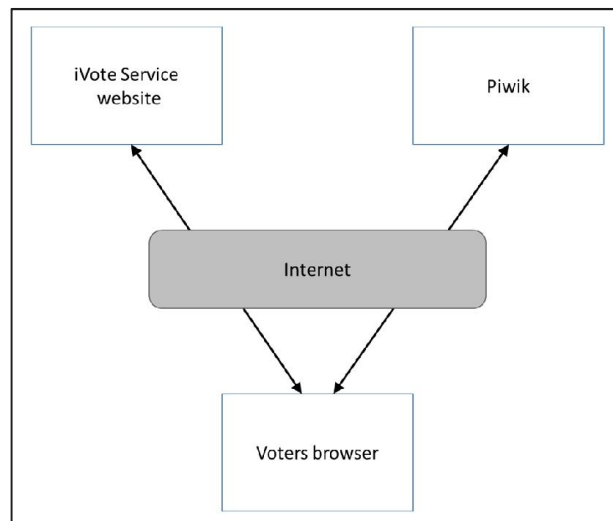 iVote Service
website
Piwik
Internet
Voters browser